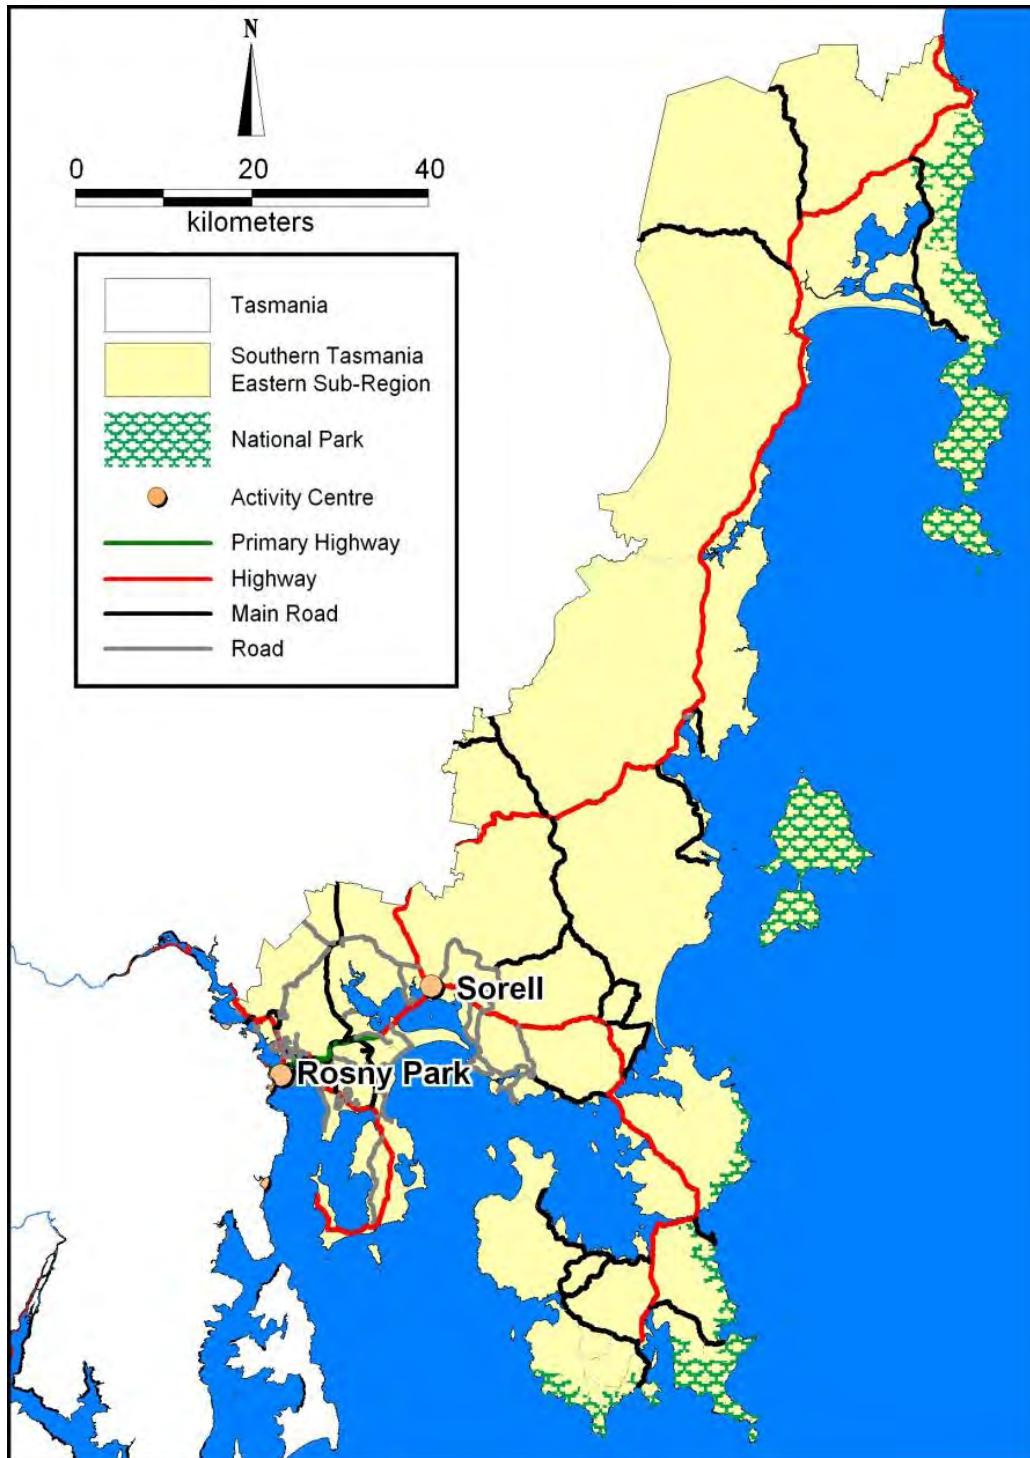 N
0 20 40
kilometers
Tasmania
Southern Tasmania
Eastern Sub-Region
National Park
Activity Centre
Primary Highway
Highway
Main Road
Road
Sorell
Rosny Park